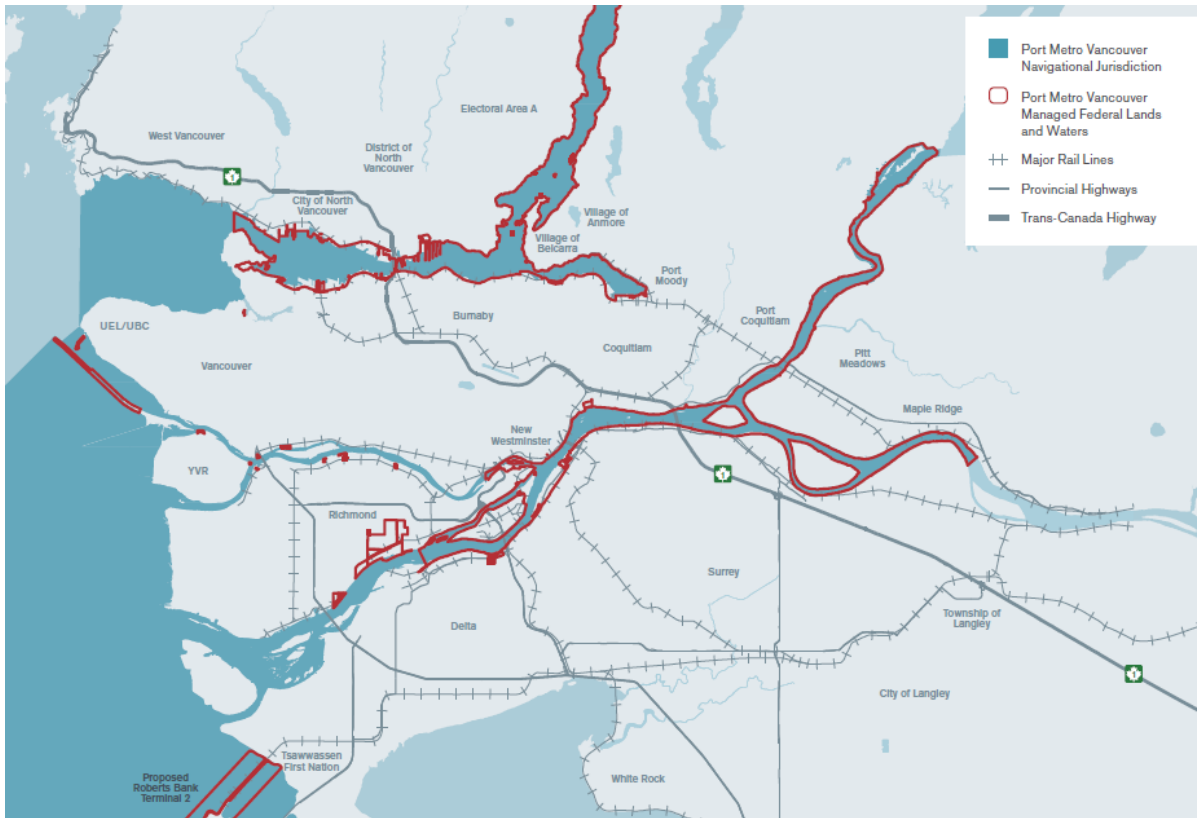 Port Metro Vancouver
Navigational Jurisdiction
Port Metro Vancouver
Managed Federal Lands
and Waters
Major Rail Lines
Provincial Highways
Trans-Canada Highway
Electoral Area A
West Vancouver
District of
North
Vancouver
1
City of North
Vancouver
Village of
Anmore
Village of
Belcarra
Port
Moody
UEL/UBC
Burnaby
Port
Coquitlam
Coquitlam
Vancouver
Pitt
Meadows
Maple Ridge
New
Westminster
YVR
1
Richmond
Surrey
Delta
Township of
Langley
1
City of Langley
Tsawwassen
First Nation
Proposed
Roberts Bank
Terminal 2
White Rock